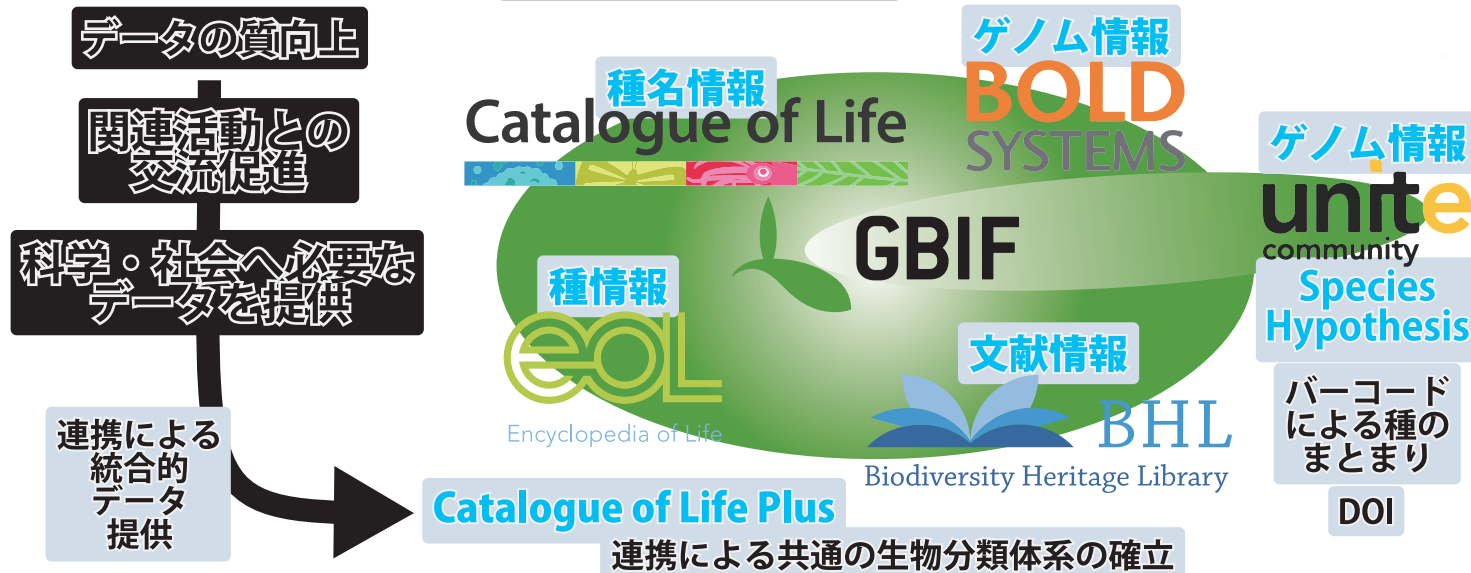 データの質向上
関連活動との
交流促進
科学・社会へ必要な
データを提供
連携による
統合的
データ
提供
種名情報
Catalogue of Life
ゲノム情報
BOLD
SYSTEMS
ゲノム情報
unite
community
Species
Hypothesis
バーコード
による種の
まとまり
DOI
GBIF
種情報
eOL
Encyclopedia of Life
文献情報
BHL
Biodiversity Heritage Library
Catalogue of Life Plus
連携による共通の生物分類体系の確立